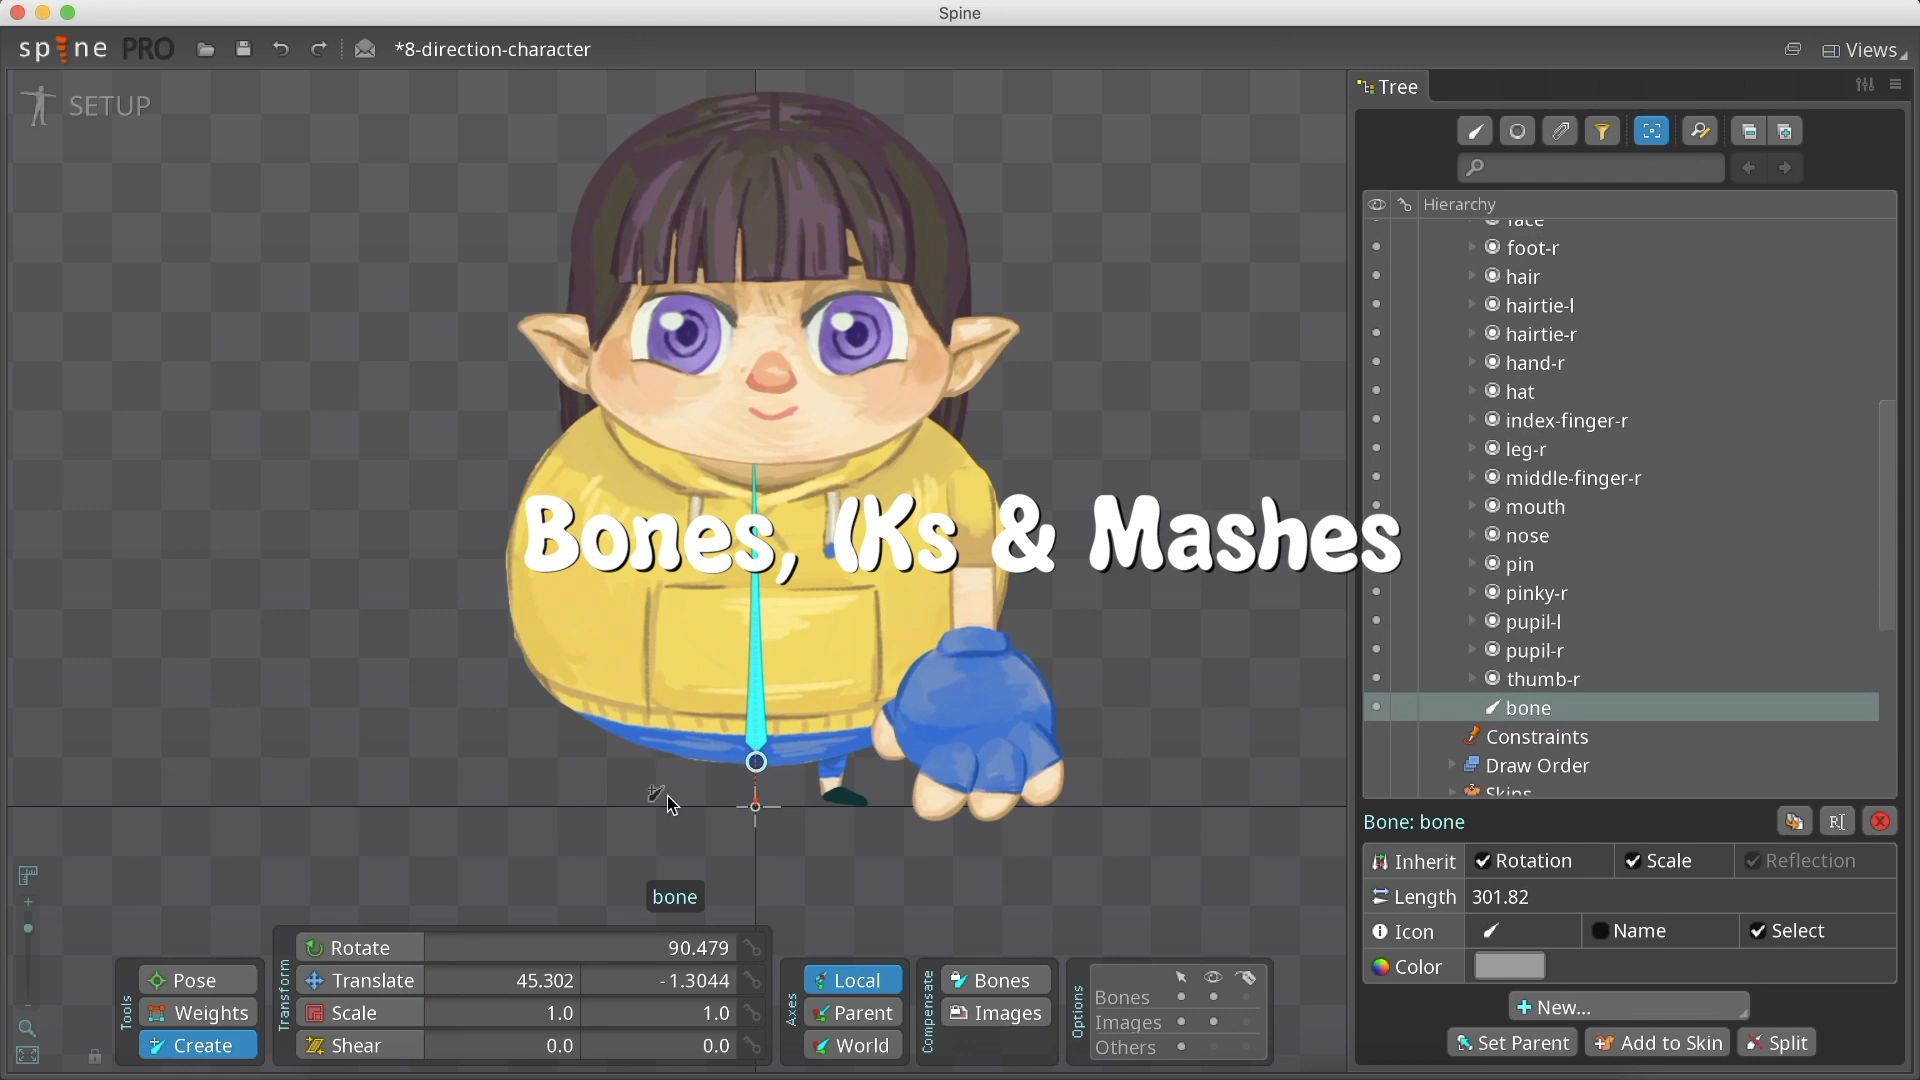 Spine
spine PRO
*8-direction-character
Views
SETUP
Tree
Hierarchy
face
foot-r
hair
hairtie-l
hairtie-r
hand-r
hat
index-finger-r
leg-r
middle-finger-r
mouth
nose
pin
pinky-r
pupil-l
pupil-r
thumb-r
bone
Constraints
Draw Order
Skins
Bones, IKs & Mashes
Bone: bone
Inherit Rotation Scale Reflection
Length 301.82
Icon Name Select
Color
New...
Set Parent Add to Skin Split
bone
Tools
Pose
Weights
Create
Transform
Rotate 90.479
Translate 45.302 -1.3044
Scale 1.0 1.0
Shear 0.0 0.0
Axes
Local
Parent
World
Compensate
Bones
Images
Options
Bones
Images
Others